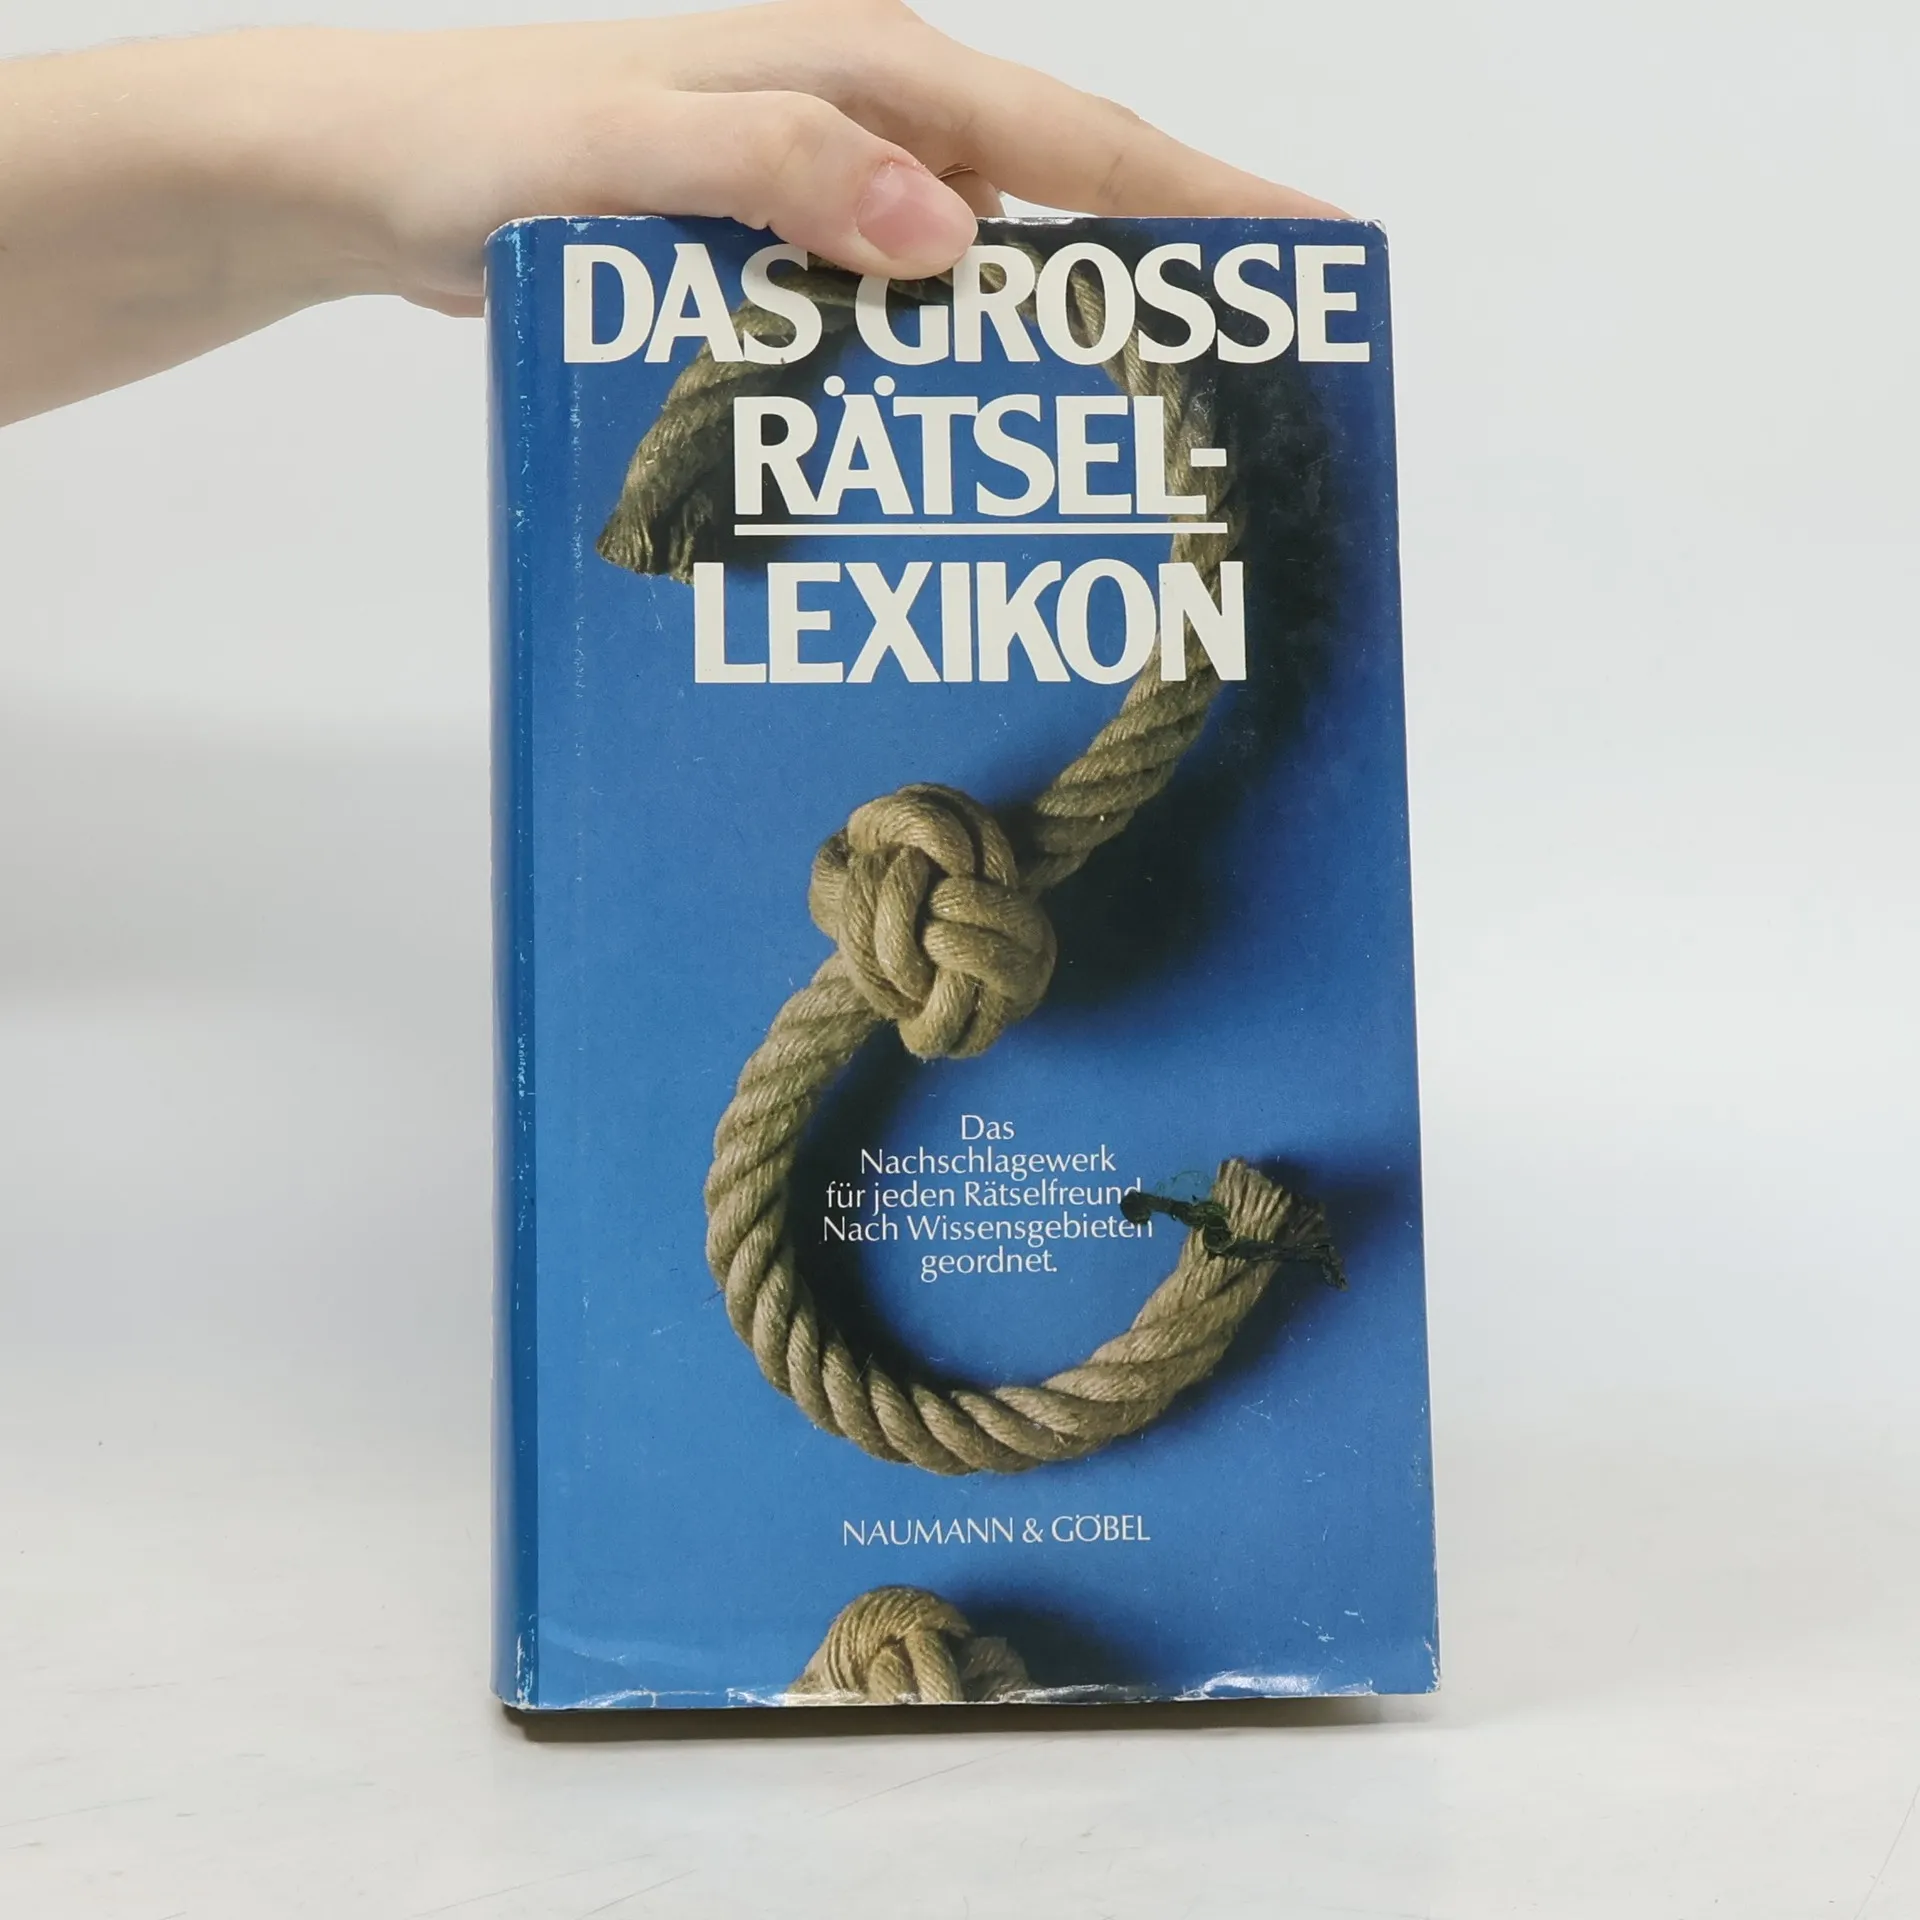 DAS GROSSE
RÄTSEL-
LEXIKON
Das
Nachschlagewerk
für jeden Rätselfreund
Nach Wissensgebieten
geordnet.
NAUMANN & GÖBEL